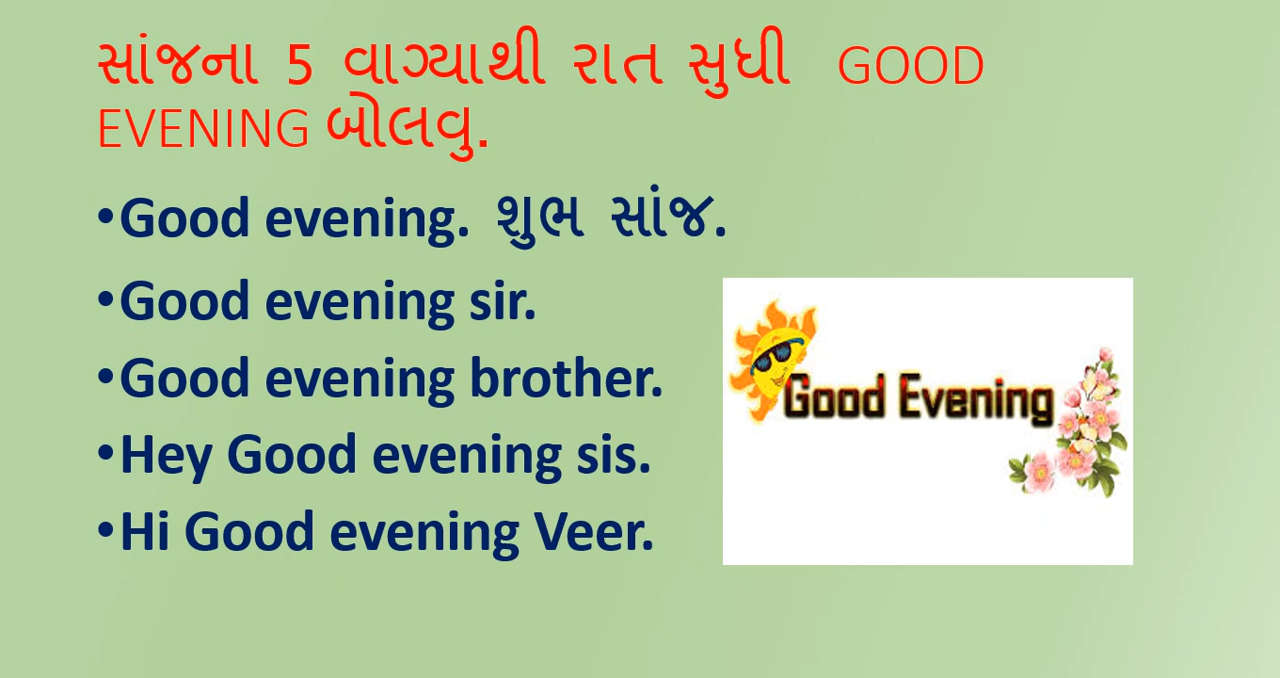 સાંજના 5 વાગ્યાથી રાત સુધી GOOD
EVENING બોલવુ.
•Good evening. શુભ સાંજ.
•Good evening sir.
•Good evening brother.
•Hey Good evening sis.
•Hi Good evening Veer.
Good Evening